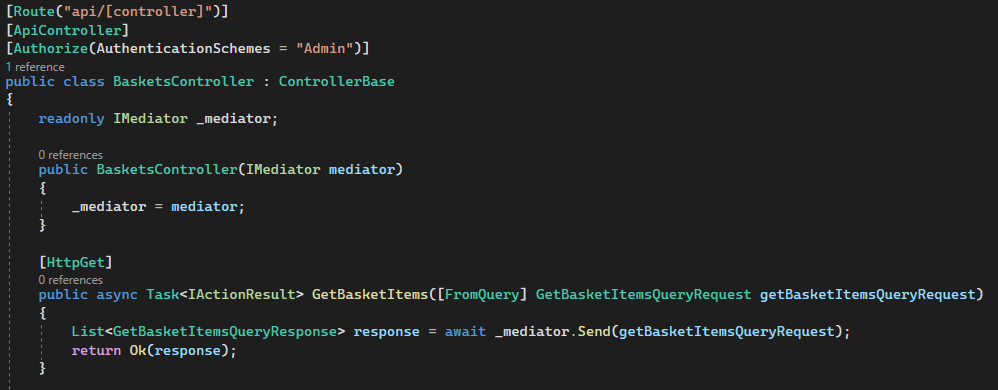 [Route("api/[controller]")]
[ApiController]
[Authorize(AuthenticationSchemes = "Admin")]
1 reference
public class BasketsController : ControllerBase
{
readonly IMediator _mediator;
0 references
public BasketsController(IMediator mediator)
{
_mediator = mediator;
}
[HttpGet]
0 references
public async Task<IActionResult> GetBasketItems([FromQuery] GetBasketItemsQueryRequest getBasketItemsQueryRequest)
{
List<GetBasketItemsQueryResponse> response = await _mediator.Send(getBasketItemsQueryRequest);
return Ok(response);
}